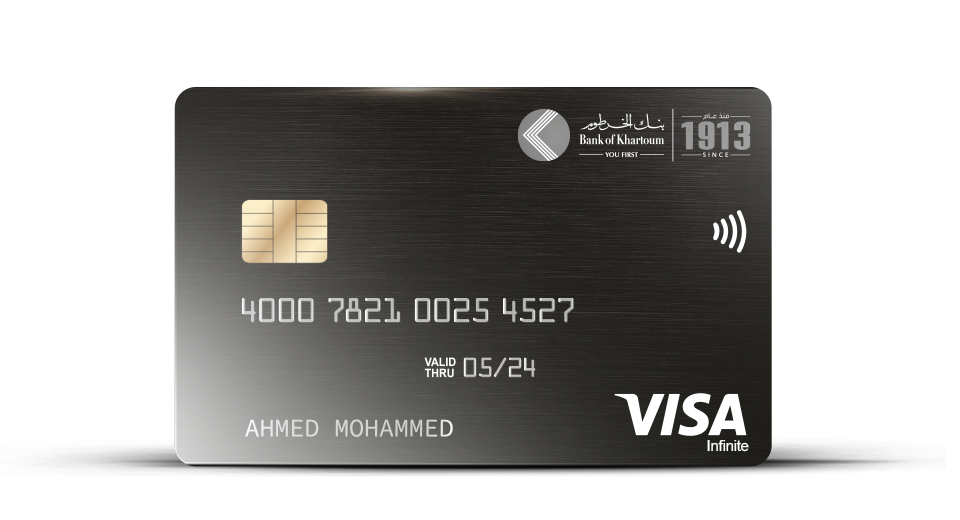 بنك الخرطوم
Bank of Khartoum
YOU FIRST
منذ عام
1913
SINCE
4000 7821 0025 4527
VALID THRU 05/24
AHMED MOHAMMED
VISA
Infinite